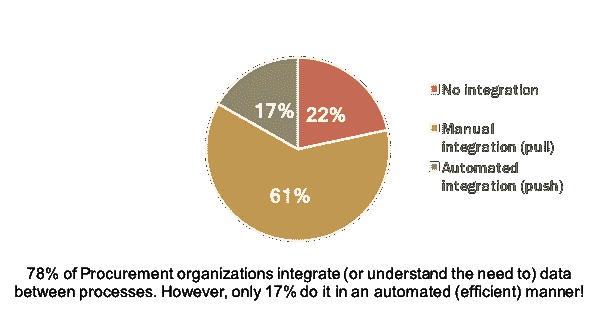 17%
22%
61%
No integration
Manual
integration (pull)
Automated
integration (push)
78% of Procurement organizations integrate (or understand the need to) data
between processes. However, only 17% do it in an automated (efficient) manner!